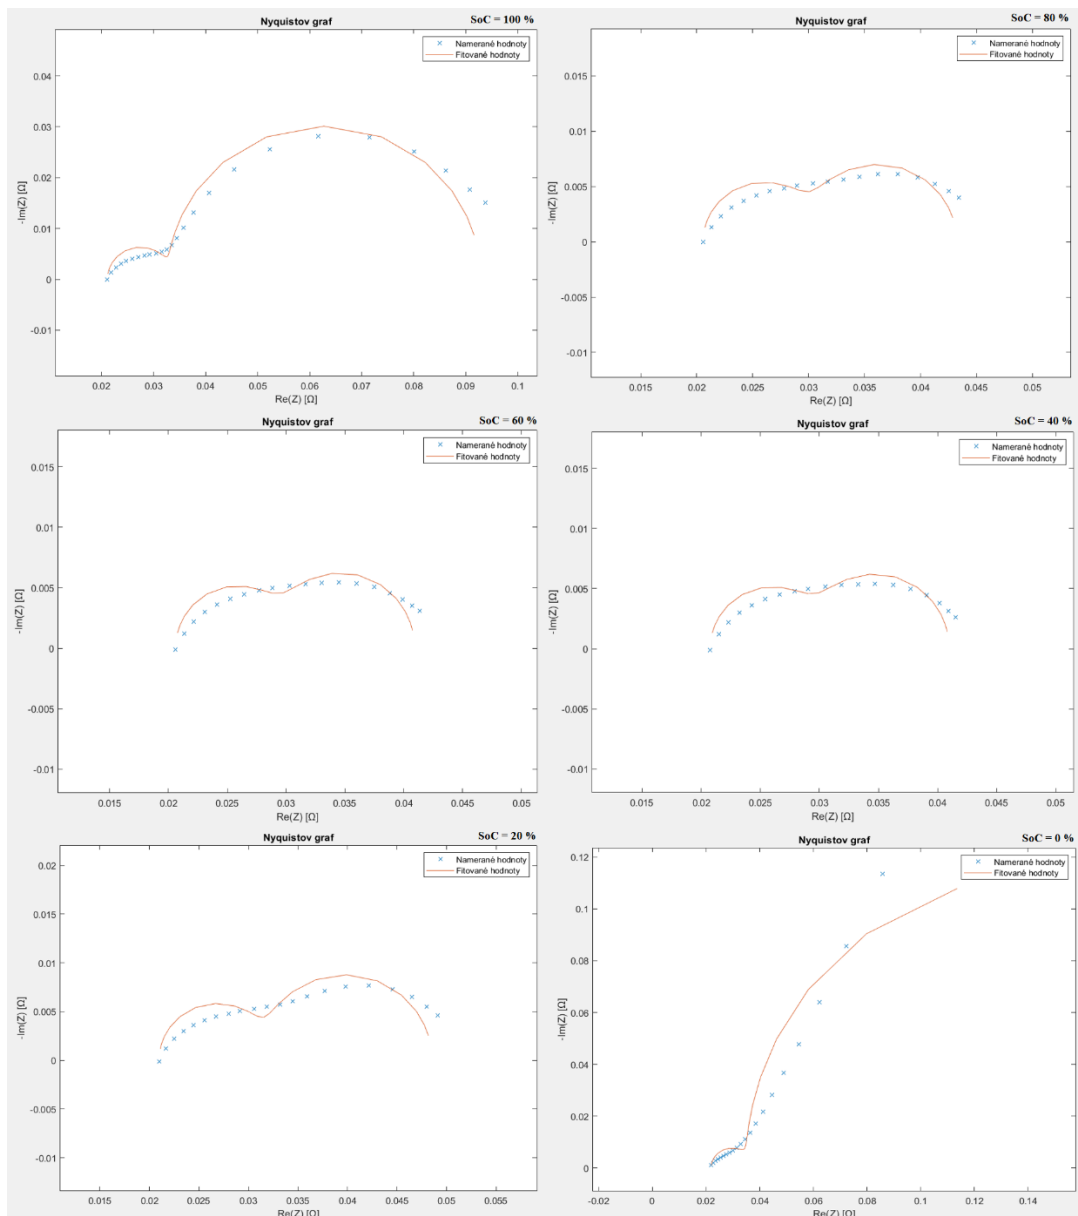 Nyquistov graf
SoC = 100 %
Namerané hodnoty
Fitované hodnoty
-Im(Z) [Ω]
0.04
0.03
0.02
0.01
0
-0.01
0.02 0.03 0.04 0.05 0.06 0.07 0.08 0.09 0.1
Re(Z) [Ω]
Nyquistov graf
SoC = 80 %
Namerané hodnoty
Fitované hodnoty
-Im(Z) [Ω]
0.015
0.01
0.005
0
-0.005
-0.01
0.015 0.02 0.025 0.03 0.035 0.04 0.045 0.05
Re(Z) [Ω]
Nyquistov graf
SoC = 60 %
Namerané hodnoty
Fitované hodnoty
-Im(Z) [Ω]
0.015
0.01
0.005
0
-0.005
-0.01
0.015 0.02 0.025 0.03 0.035 0.04 0.045 0.05
Re(Z) [Ω]
Nyquistov graf
SoC = 40 %
Namerané hodnoty
Fitované hodnoty
-Im(Z) [Ω]
0.015
0.01
0.005
0
-0.005
-0.01
0.015 0.02 0.025 0.03 0.035 0.04 0.045 0.05
Re(Z) [Ω]
Nyquistov graf
SoC = 20 %
Namerané hodnoty
Fitované hodnoty
-Im(Z) [Ω]
0.02
0.015
0.01
0.005
0
-0.005
-0.01
0.015 0.02 0.025 0.03 0.035 0.04 0.045 0.05 0.055
Re(Z) [Ω]
Nyquistov graf
SoC = 0 %
Namerané hodnoty
Fitované hodnoty
-Im(Z) [Ω]
0.12
0.1
0.08
0.06
0.04
0.02
0
-0.02 0 0.02 0.04 0.06 0.08 0.1 0.12 0.14
Re(Z) [Ω]